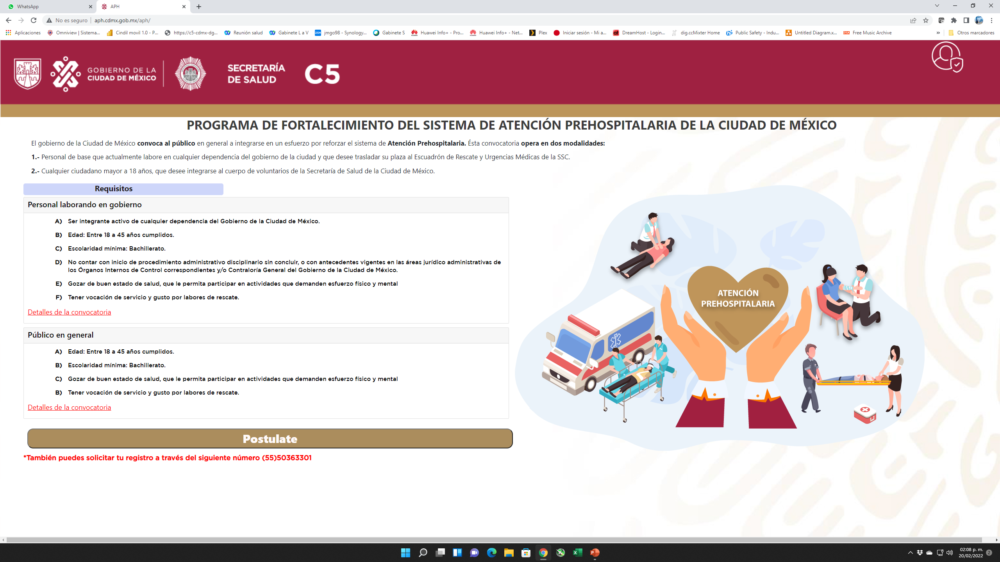 WhatsApp
APH
No es seguro
aph.cdmx.gob.mx/aph/
Aplicaciones
Omniview | Sistema...
Cindil movil 1.0 - P...
https://c5-cdmx-dg...
Reunión salud
Gabinete L a V
DSM
jmgo98 - Synology...
Gabinete S
Huawei Info+ - Pro...
Huawei Info+ - Net...
Plex
Iniciar sesión - Mi a...
DreamHost - Login...
dig.ccMixter Home
Public Safety - Indu...
Untitled Diagram.x...
Free Music Archive
»
Otros marcadores
GOBIERNO DE LA
CIUDAD DE MÉXICO
SECRETARÍA
DE SALUD
C5
PROGRAMA DE FORTALECIMIENTO DEL SISTEMA DE ATENCIÓN PREHOSPITALARIA DE LA CIUDAD DE MÉXICO
El gobierno de la Ciudad de México convoca al público en general a integrarse en un esfuerzo por reforzar el sistema de Atención Prehospitalaria. Ésta convocatoria opera en dos modalidades:
1.- Personal de base que actualmente labore en cualquier dependencia del gobierno de la ciudad y que desee trasladar su plaza al Escuadrón de Rescate y Urgencias Médicas de la SSC.
2.- Cualquier ciudadano mayor a 18 años, que desee integrarse al cuerpo de voluntarios de la Secretaría de Salud de la Ciudad de México.
Requisitos
Personal laborando en gobierno
A) Ser integrante activo de cualquier dependencia del Gobierno de la Ciudad de México.
B) Edad: Entre 18 a 45 años cumplidos.
C) Escolaridad mínima: Bachillerato.
D) No contar con inicio de procedimiento administrativo disciplinario sin concluir, o con antecedentes vigentes en las áreas jurídico administrativas de
los Órganos Internos de Control correspondientes y/o Contraloría General del Gobierno de la Ciudad de México.
E) Gozar de buen estado de salud, que le permita participar en actividades que demanden esfuerzo físico y mental
F) Tener vocación de servicio y gusto por labores de rescate.
Detalles de la convocatoria
Público en general
A) Edad: Entre 18 a 45 años cumplidos.
B) Escolaridad mínima: Bachillerato.
C) Gozar de buen estado de salud, que le permita participar en actividades que demanden esfuerzo físico y mental
B) Tener vocación de servicio y gusto por labores de rescate.
Detalles de la convocatoria
ATENCIÓN
PREHOSPITALARIA
Postulate
*También puedes solicitar tu registro a través del siguiente número (55)50363301
02:08 p. m.
20/02/2022
2